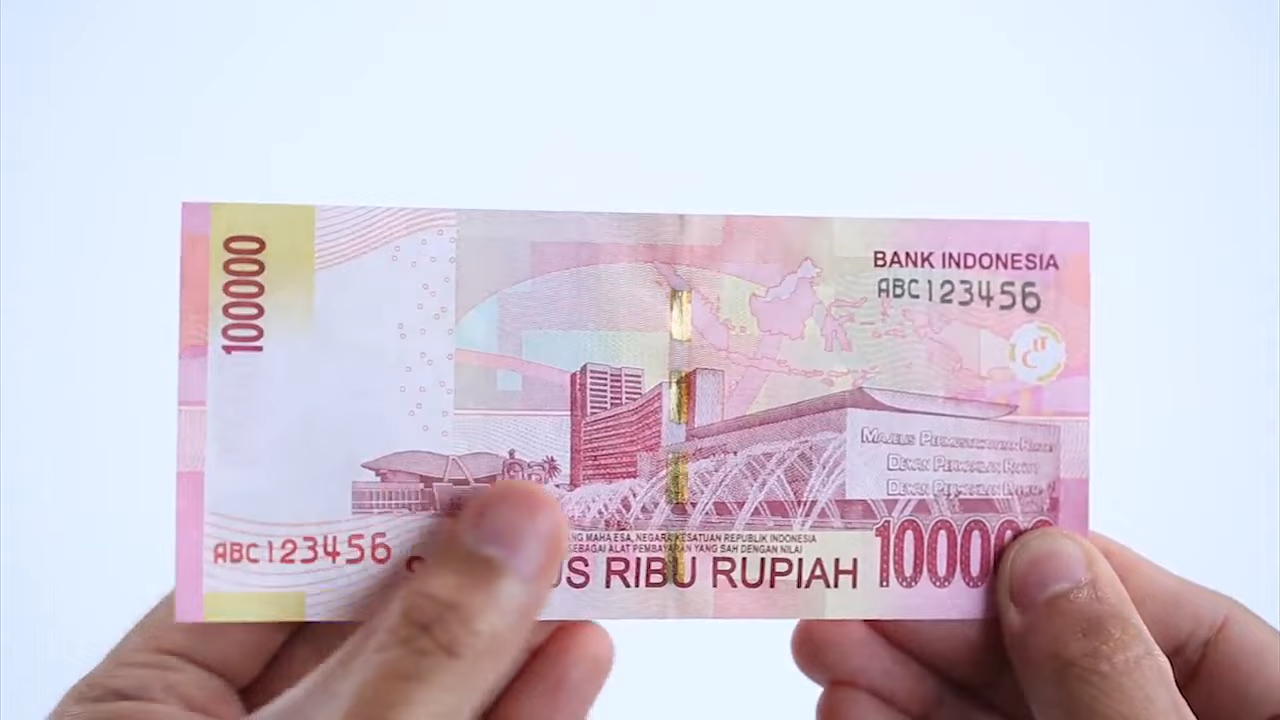 100000
BANK INDONESIA
ABC123456
MAJELIS PERMUSYAWARATAN RAKYAT
DEWAN PERWAKILAN RAKYAT
DEWAN PERWAKILAN
ABC123456
MAHA ESA, NEGARA KESATUAN REPUBLIK INDONESIA
SEBAGAI ALAT PEMBAYARAN YANG SAH DENGAN NILAI
US RIBU RUPIAH
10000